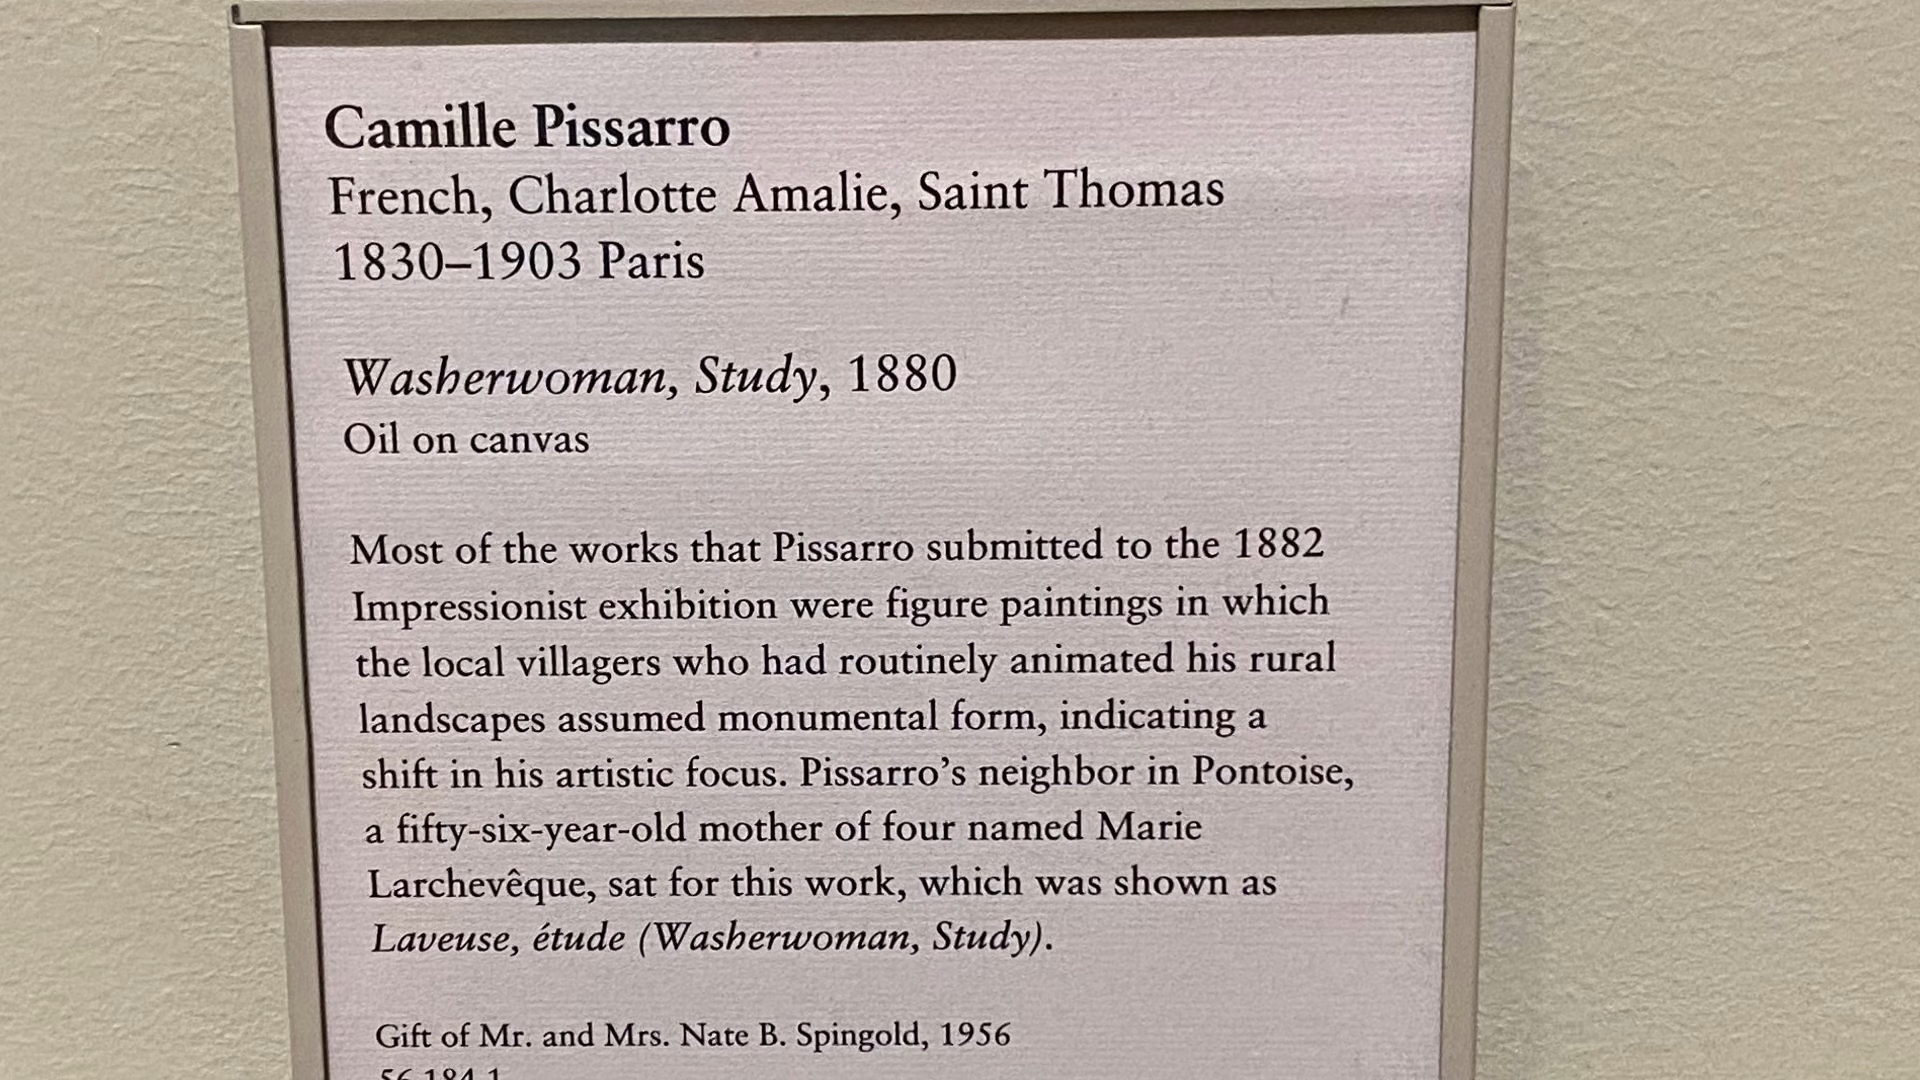 Camille Pissarro
French, Charlotte Amalie, Saint Thomas
1830–1903 Paris
Washerwoman, Study, 1880
Oil on canvas
Most of the works that Pissarro submitted to the 1882
Impressionist exhibition were figure paintings in which
the local villagers who had routinely animated his rural
landscapes assumed monumental form, indicating a
shift in his artistic focus. Pissarro’s neighbor in Pontoise,
a fifty-six-year-old mother of four named Marie
Larchevêque, sat for this work, which was shown as
Laveuse, étude (Washerwoman, Study).
Gift of Mr. and Mrs. Nate B. Spingold, 1956
56.184.1